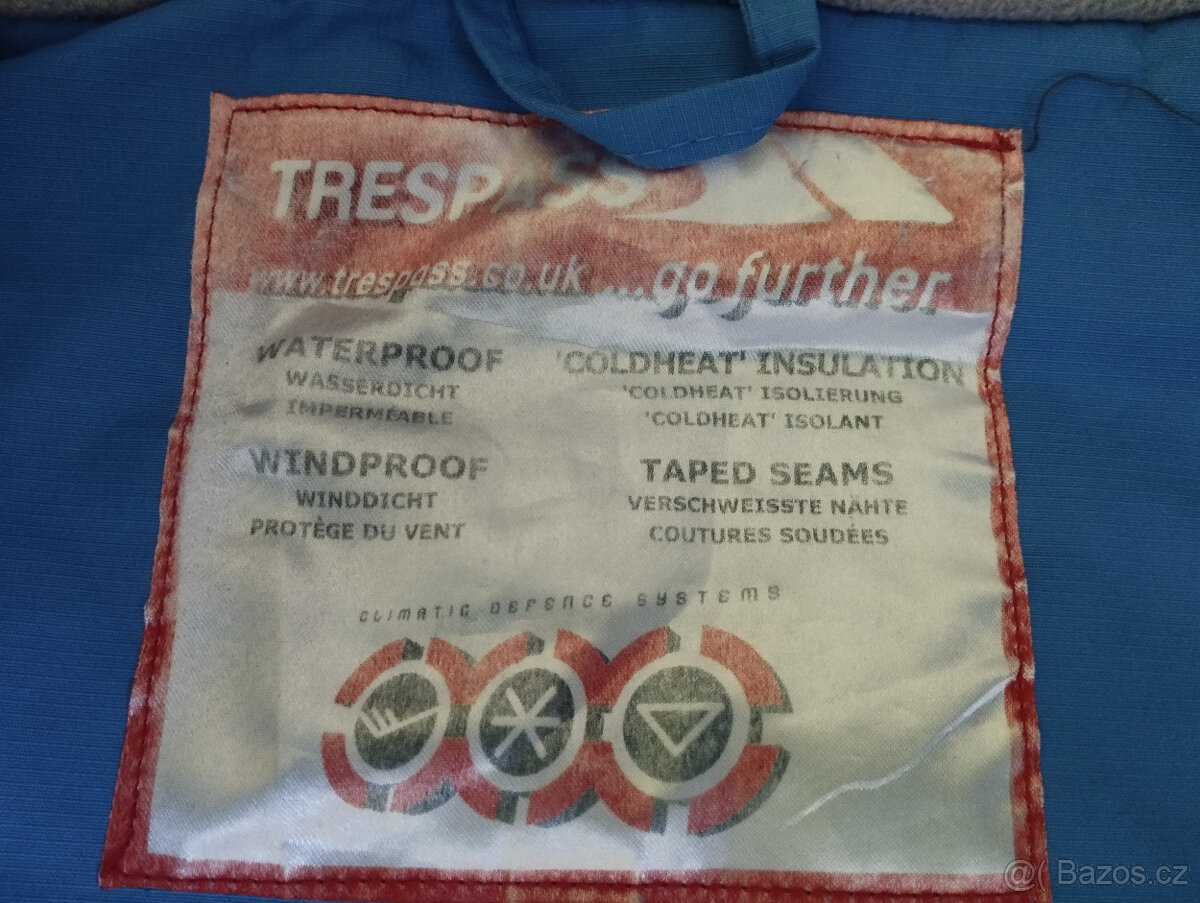 TRESPASS
www.trespass.co.uk ...go further
WATERPROOF
WASSERDICHT
IMPERMÉABLE
'COLDHEAT' INSULATION
'COLDHEAT' ISOLIERUNG
'COLDHEAT' ISOLANT
WINDPROOF
WINDDICHT
PROTÈGE DU VENT
TAPED SEAMS
VERSCHWEISSTE NÄHTE
COUTURES SOUDÉES
CLIMATIC DEFENCE SYSTEMS
@ Bazos.cz